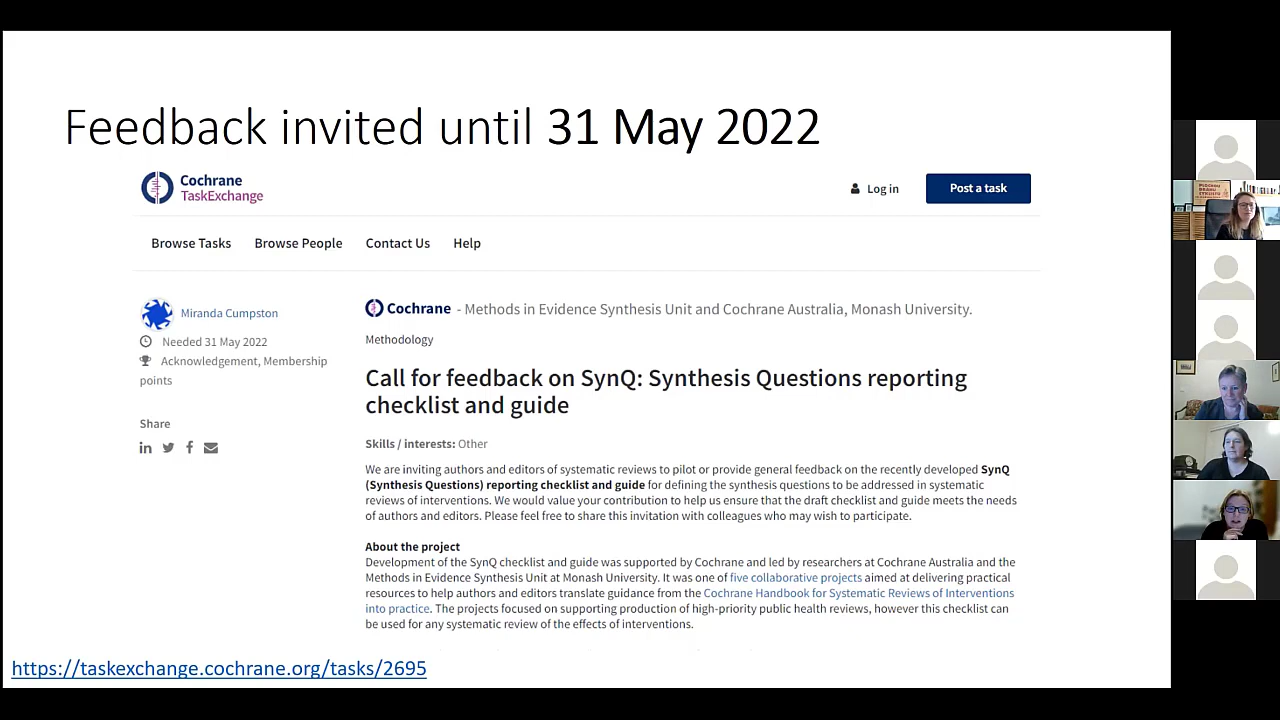 Feedback invited until 31 May 2022
Cochrane
TaskExchange
Log in
Post a task
Browse Tasks
Browse People
Contact Us
Help
Miranda Cumpston
Needed 31 May 2022
Acknowledgement, Membership
points
Share
Cochrane - Methods in Evidence Synthesis Unit and Cochrane Australia, Monash University.
Methodology
Call for feedback on SynQ: Synthesis Questions reporting
checklist and guide
Skills / interests: Other
We are inviting authors and editors of systematic reviews to pilot or provide general feedback on the recently developed SynQ
(Synthesis Questions) reporting checklist and guide for defining the synthesis questions to be addressed in systematic
reviews of interventions. We would value your contribution to help us ensure that the draft checklist and guide meets the needs
of authors and editors. Please feel free to share this invitation with colleagues who may wish to participate.
About the project
Development of the SynQ checklist and guide was supported by Cochrane and led by researchers at Cochrane Australia and the
Methods in Evidence Synthesis Unit at Monash University. It was one of five collaborative projects aimed at delivering practical
resources to help authors and editors translate guidance from the Cochrane Handbook for Systematic Reviews of Interventions
into practice. The projects focused on supporting production of high-priority public health reviews, however this checklist can
be used for any systematic review of the effects of interventions.
https://taskexchange.cochrane.org/tasks/2695